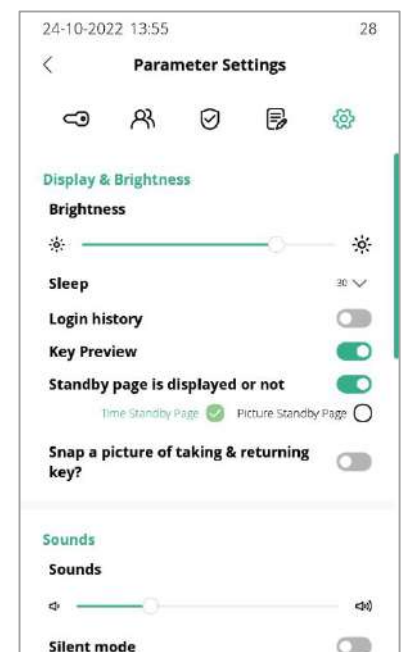 24-10-2022 13:55 28
Parameter Settings
Display & Brightness
Brightness
Sleep 30
Login history
Key Preview
Standby page is displayed or not
Time Standby Page Picture Standby Page
Snap a picture of taking & returning
key?
Sounds
Sounds
Silent mode